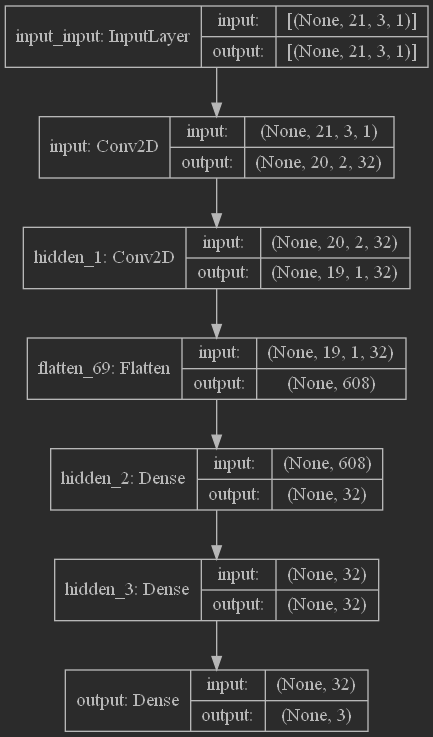 input_input: InputLayer
input: [(None, 21, 3, 1)]
output: [(None, 21, 3, 1)]
input: Conv2D
input: (None, 21, 3, 1)
output: (None, 20, 2, 32)
hidden_1: Conv2D
input: (None, 20, 2, 32)
output: (None, 19, 1, 32)
flatten_69: Flatten
input: (None, 19, 1, 32)
output: (None, 608)
hidden_2: Dense
input: (None, 608)
output: (None, 32)
hidden_3: Dense
input: (None, 32)
output: (None, 32)
output: Dense
input: (None, 32)
output: (None, 3)